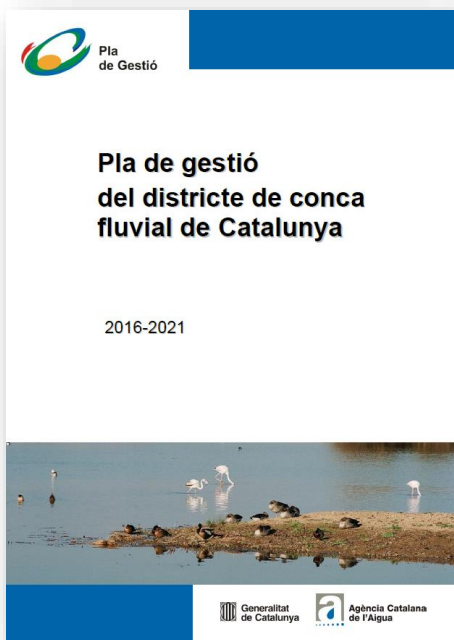 Pla
de Gestió
Pla de gestió
del districte de conca
fluvial de Catalunya
2016-2021
Generalitat
de Catalunya
Agència Catalana
de l'Aigua